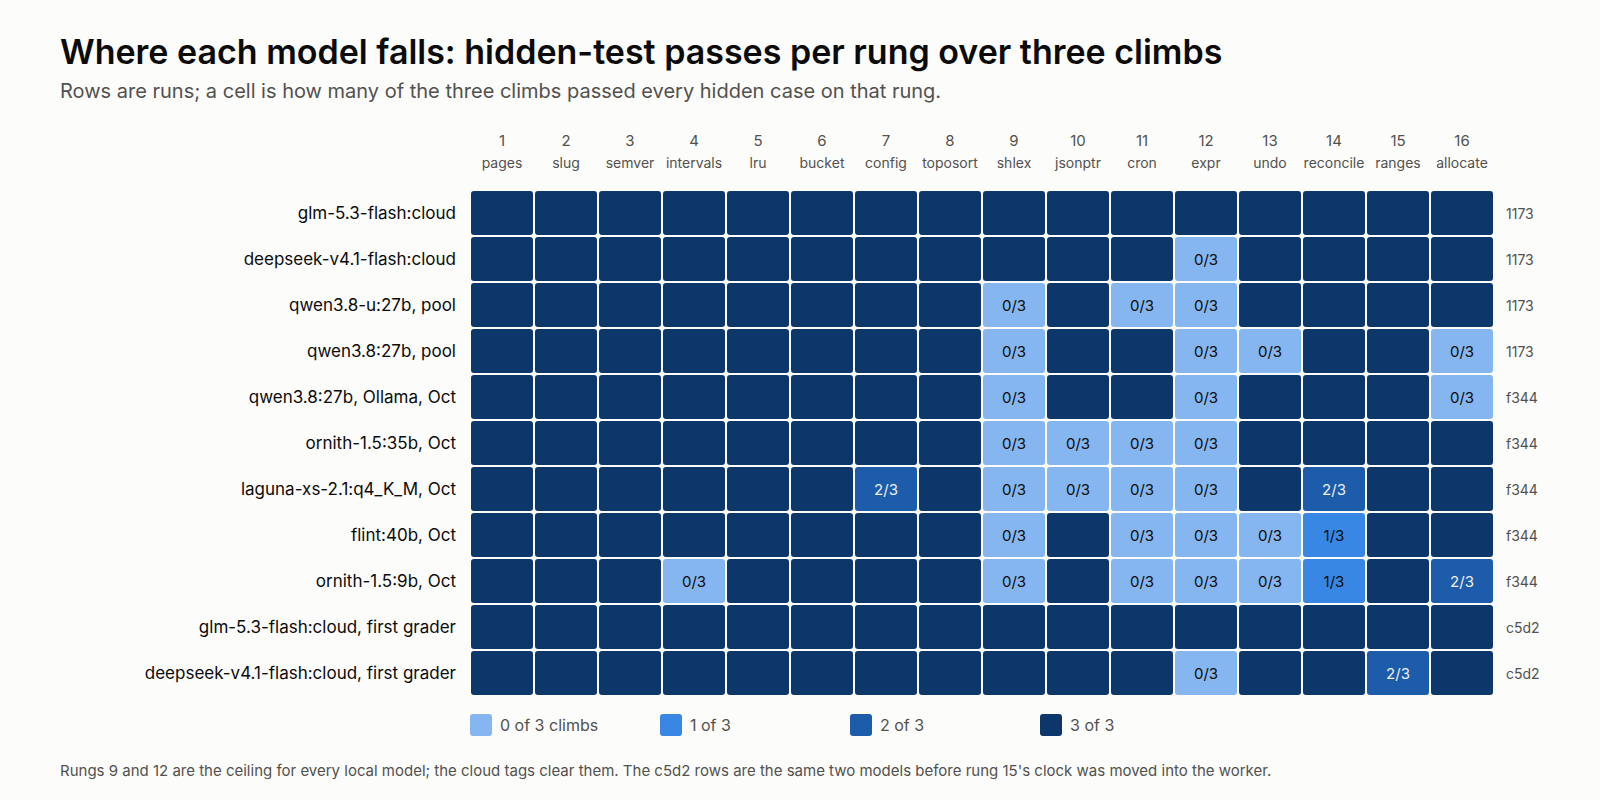 Where each model falls: hidden-test passes per rung over three climbs
Rows are runs; a cell is how many of the three climbs passed every hidden case on that rung.
1 2 3 4 5 6 7 8 9 10 11 12 13 14 15 16
pages slug semver intervals lru bucket config toposort shlex jsonptr cron expr undo reconcile ranges allocate
glm-5.3-flash:cloud 1173
deepseek-v4.1-flash:cloud 0/3 1173
qwen3.8-u:27b, pool 0/3 0/3 0/3 1173
qwen3.8:27b, pool 0/3 0/3 0/3 0/3 1173
qwen3.8:27b, Ollama, Oct 0/3 0/3 0/3 f344
ornith-1.5:35b, Oct 0/3 0/3 0/3 0/3 f344
laguna-xs-2.1:q4_K_M, Oct 2/3 0/3 0/3 0/3 0/3 2/3 f344
flint:40b, Oct 0/3 0/3 0/3 0/3 1/3 f344
ornith-1.5:9b, Oct 0/3 0/3 0/3 0/3 0/3 1/3 2/3 f344
glm-5.3-flash:cloud, first grader c5d2
deepseek-v4.1-flash:cloud, first grader 0/3 2/3 c5d2
0 of 3 climbs 1 of 3 2 of 3 3 of 3
Rungs 9 and 12 are the ceiling for every local model; the cloud tags clear them. The c5d2 rows are the same two models before rung 15's clock was moved into the worker.